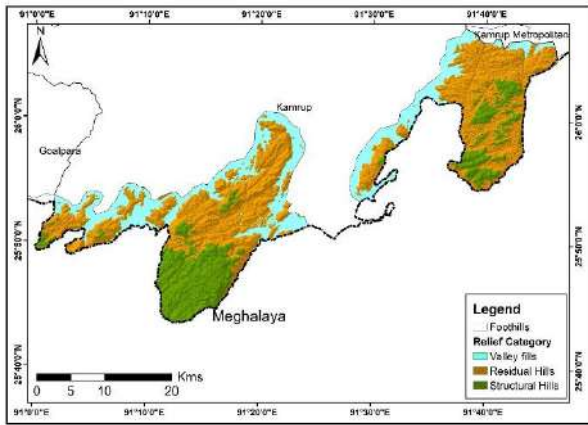 91°0'0"E 91°10'0"E 91°20'0"E 91°30'0"E 91°40'0"E
N
Kamrup Metropolitan
Kamrup
Goalpara
26°0'0"N
26°0'0"N
25°50'0"N
25°50'0"N
25°40'0"N
25°40'0"N
Meghalaya
Legend
Foothills
Relief Category
Valley fills
Residual Hills
Structural Hills
Kms
0 5 10 20
91°0'0"E 91°10'0"E 91°20'0"E 91°30'0"E 91°40'0"E